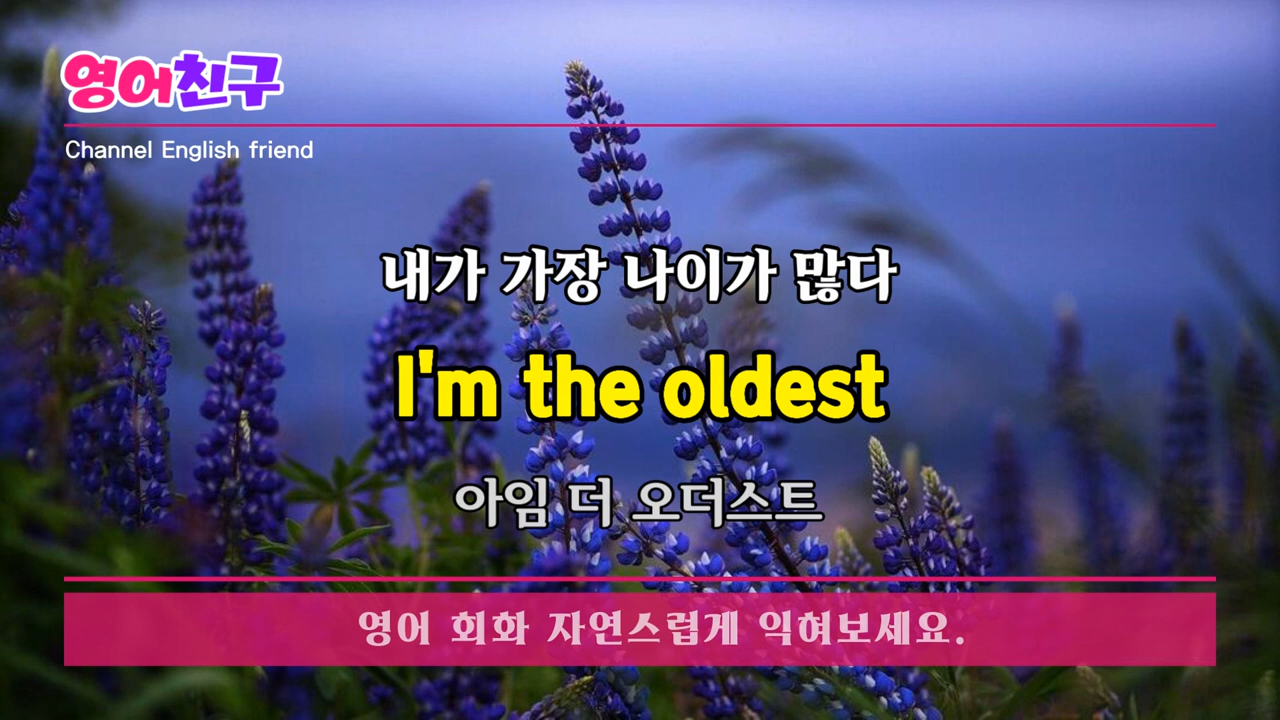 영어친구
Channel English friend
내가 가장 나이가 많다
I'm the oldest
아임 더 오더스트
영어 회화 자연스럽게 익혀보세요.